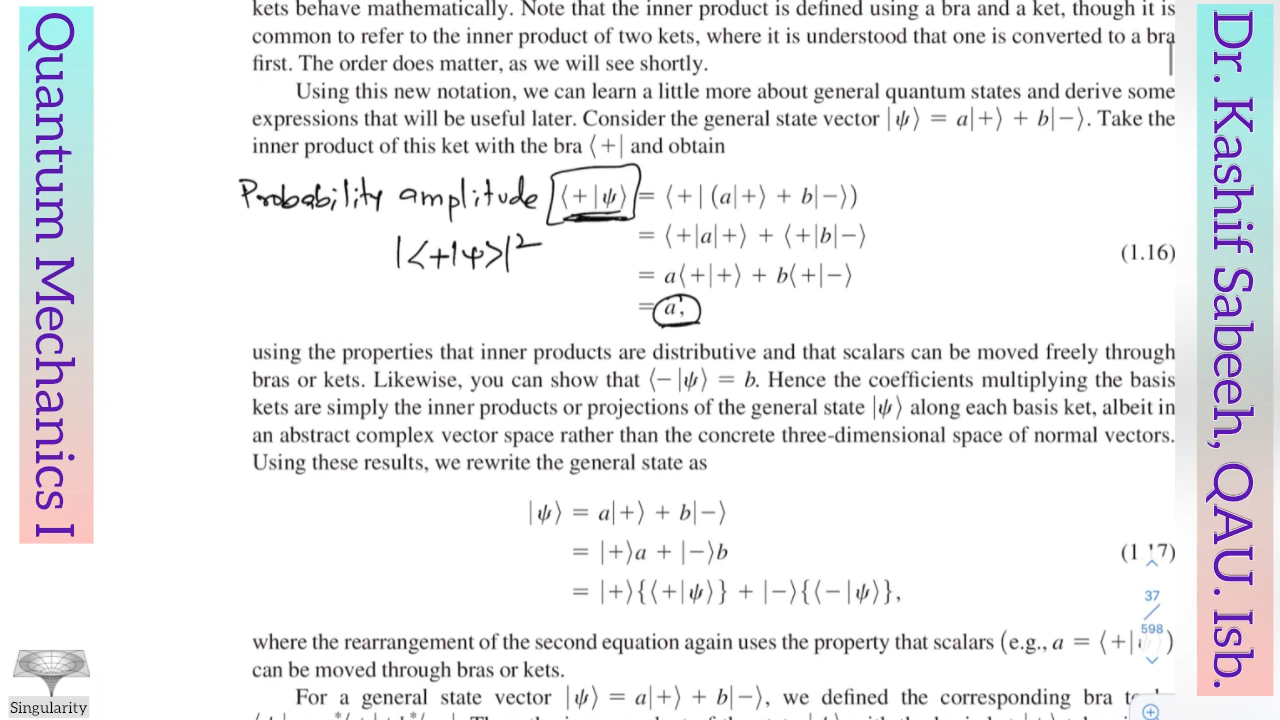 Quantum Mechanics I
Singularity
kets behave mathematically. Note that the inner product is defined using a bra and a ket, though it is
common to refer to the inner product of two kets, where it is understood that one is converted to a bra
first. The order does matter, as we will see shortly.
Using this new notation, we can learn a little more about general quantum states and derive some
expressions that will be useful later. Consider the general state vector |ψ⟩ = a|+⟩ + b|−⟩. Take the
inner product of this ket with the bra ⟨+| and obtain
Probability amplitude ⟨+|ψ⟩ = ⟨+|(a|+⟩ + b|−⟩)
|<+|ψ>|²
= ⟨+|a|+⟩ + ⟨+|b|−⟩
(1.16)
= a⟨+|+⟩ + b⟨+|−⟩
= a,
using the properties that inner products are distributive and that scalars can be moved freely through
bras or kets. Likewise, you can show that ⟨−|ψ⟩ = b. Hence the coefficients multiplying the basis
kets are simply the inner products or projections of the general state |ψ⟩ along each basis ket, albeit in
an abstract complex vector space rather than the concrete three-dimensional space of normal vectors.
Using these results, we rewrite the general state as
|ψ⟩ = a|+⟩ + b|−⟩
= |+⟩a + |−⟩b
(1.17)
= |+⟩{⟨+|ψ⟩} + |−⟩{⟨−|ψ⟩},
37
598
where the rearrangement of the second equation again uses the property that scalars (e.g., a = ⟨+| )
can be moved through bras or kets.
For a general state vector |ψ⟩ = a|+⟩ + b|−⟩, we defined the corresponding bra
Dr. Kashif Sabeeh, QAU. Isb.